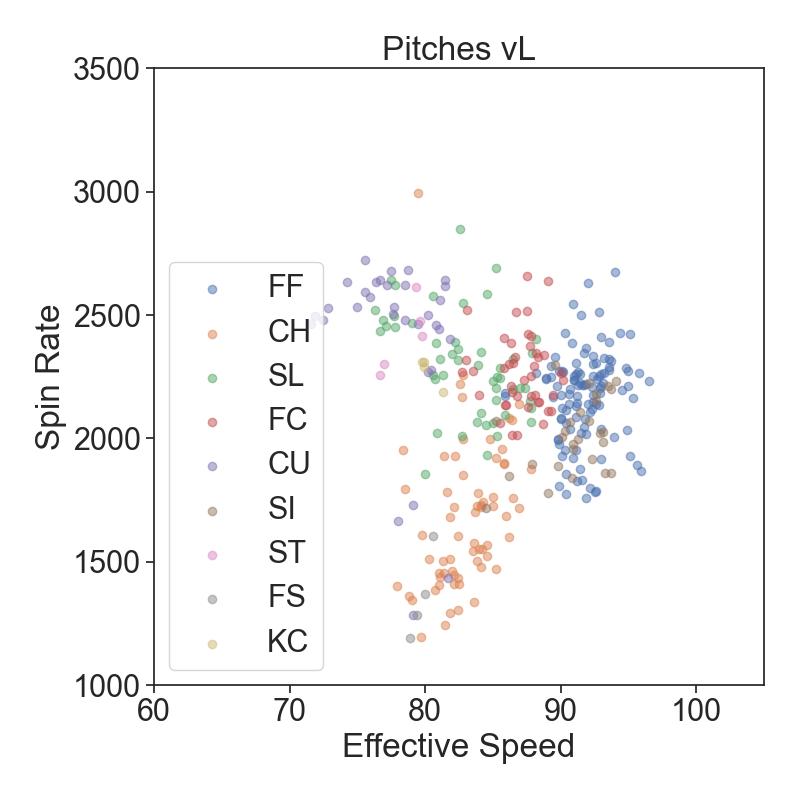 Pitches vL
3500
3000
2500
2000
1500
1000
Spin Rate
FF
CH
SL
FC
CU
SI
ST
FS
KC
60 70 80 90 100
Effective Speed